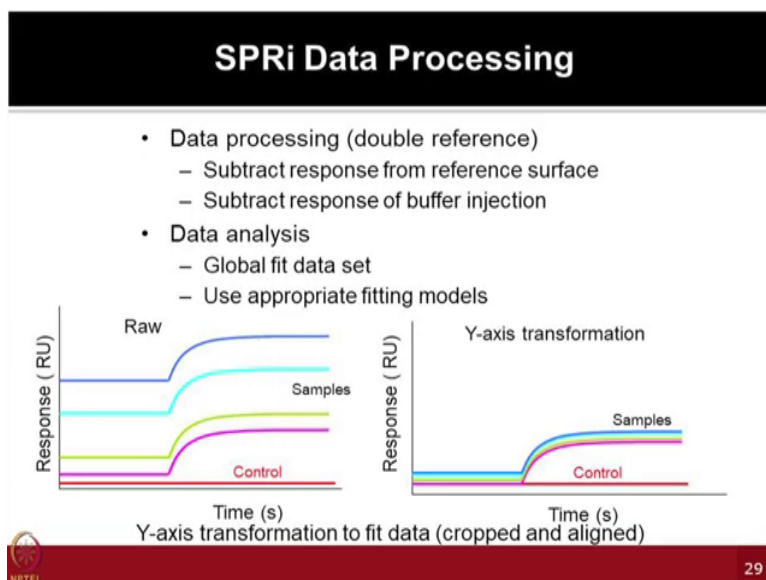 SPRi Data Processing
• Data processing (double reference)
– Subtract response from reference surface
– Subtract response of buffer injection
• Data analysis
– Global fit data set
– Use appropriate fitting models
Raw
Response ( RU)
Samples
Control
Time (s)
Y-axis transformation
Response ( RU)
Samples
Control
Time (s)
Y-axis transformation to fit data (cropped and aligned)
NPTEL
29